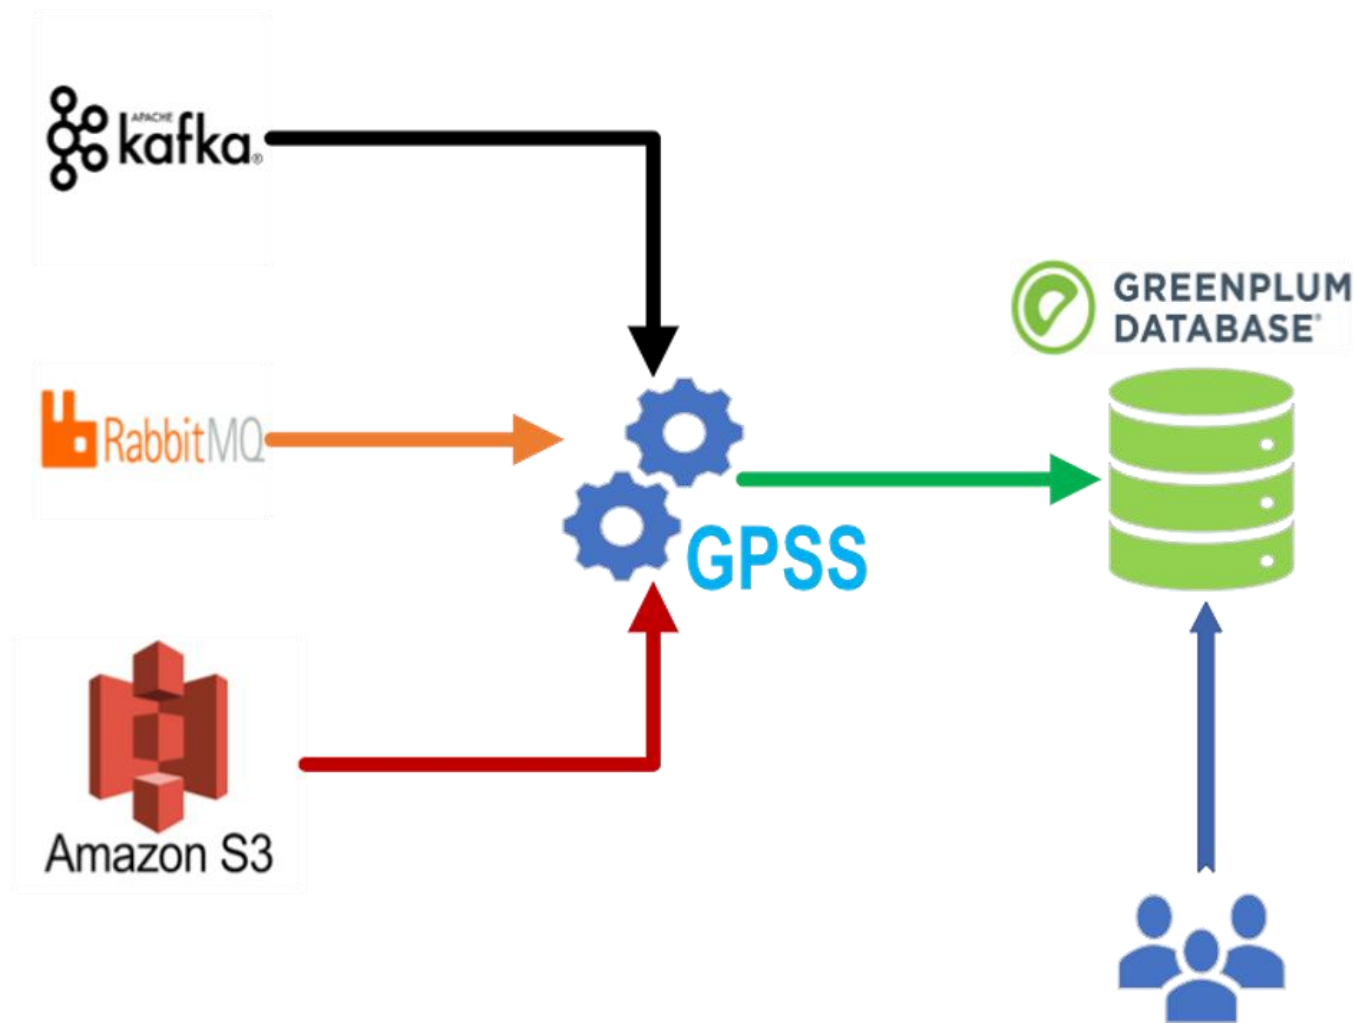 APACHE
kafka®
RabbitMQ
GREENPLUM
DATABASE®
GPSS
Amazon S3